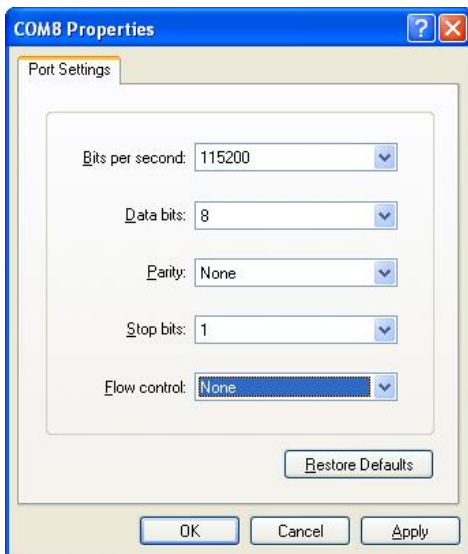 COM8 Properties
Port Settings
Bits per second: 115200
Data bits: 8
Parity: None
Stop bits: 1
Flow control: None
Restore Defaults
OK Cancel Apply